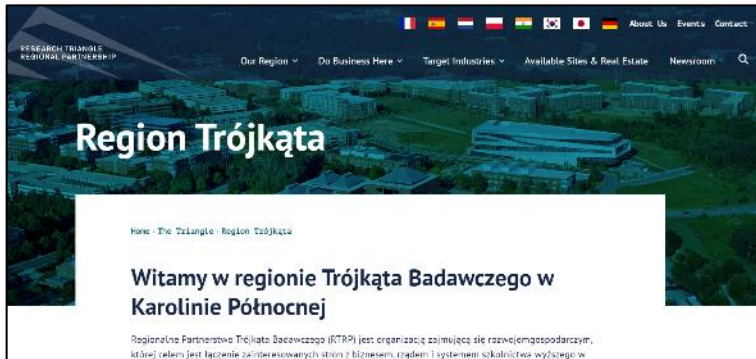 About Us Events Contact
RESEARCH TRIANGLE
REGIONAL PARTNERSHIP
Our Region Do Business Here Target Industries Available Sites & Real Estate Newsroom
Region Trójkąta
Home › The Triangle › Region Trójkąta
Witamy w regionie Trójkąta Badawczego w
Karolinie Północnej
Regionalne Partnerstwo Trójkąta Badawczego (RTRP) jest organizacją zajmującą się rozwojemgospodarczym,
której celem jest łączenie zainteresowanych stron z biznesem, rządem i systemem szkolnictwa wyższego w